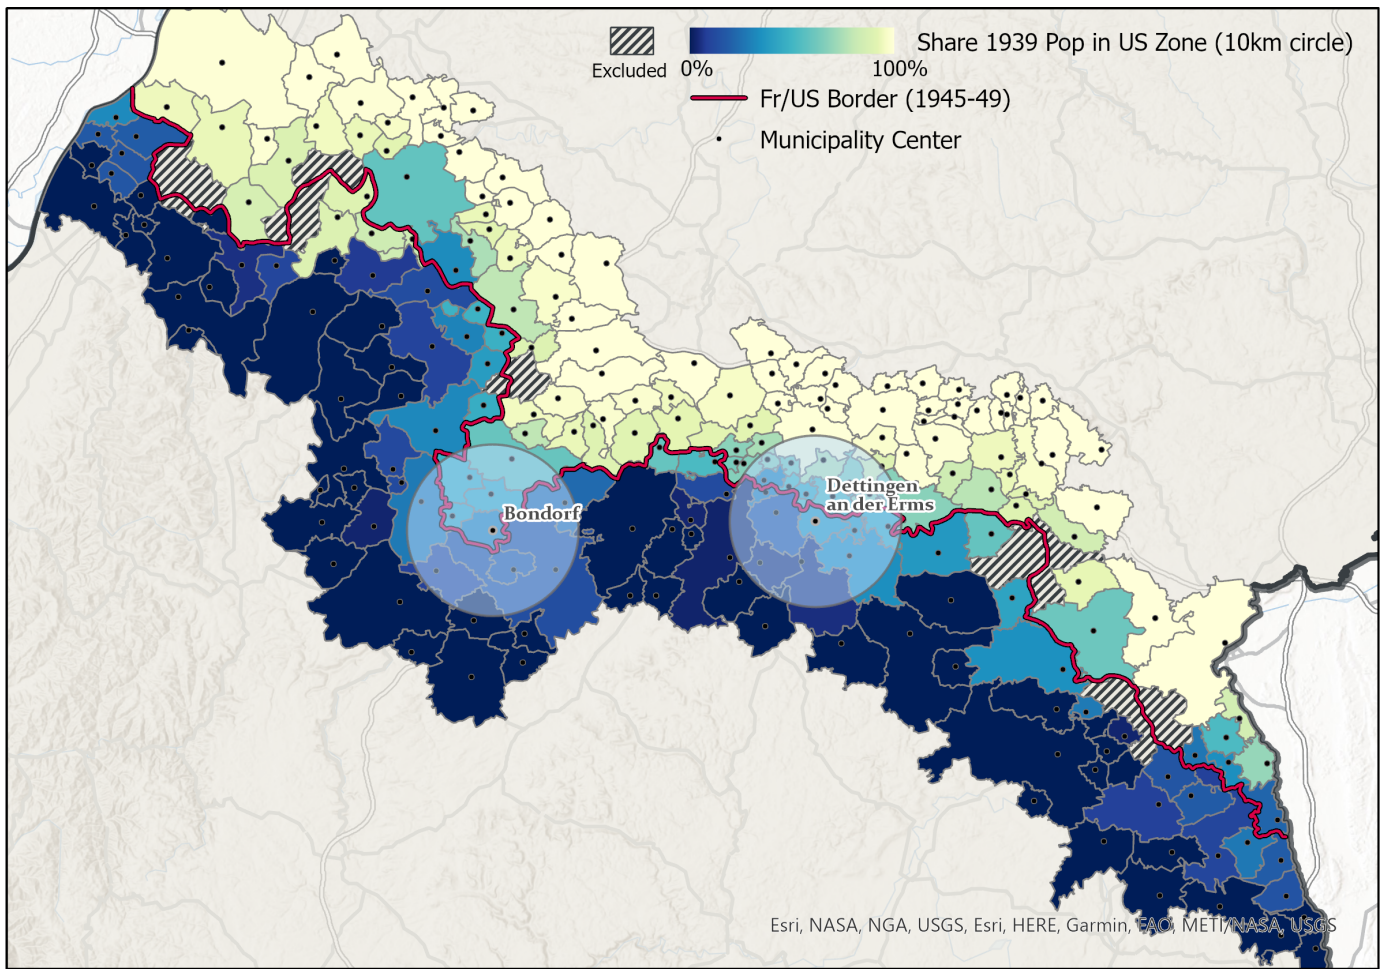 Share 1939 Pop in US Zone (10km circle)
Excluded 0% 100%
Fr/US Border (1945-49)
Municipality Center
Dettingen
an der Erms
Bondorf
Esri, NASA, NGA, USGS, Esri, HERE, Garmin, FAO, METI/NASA, USGS